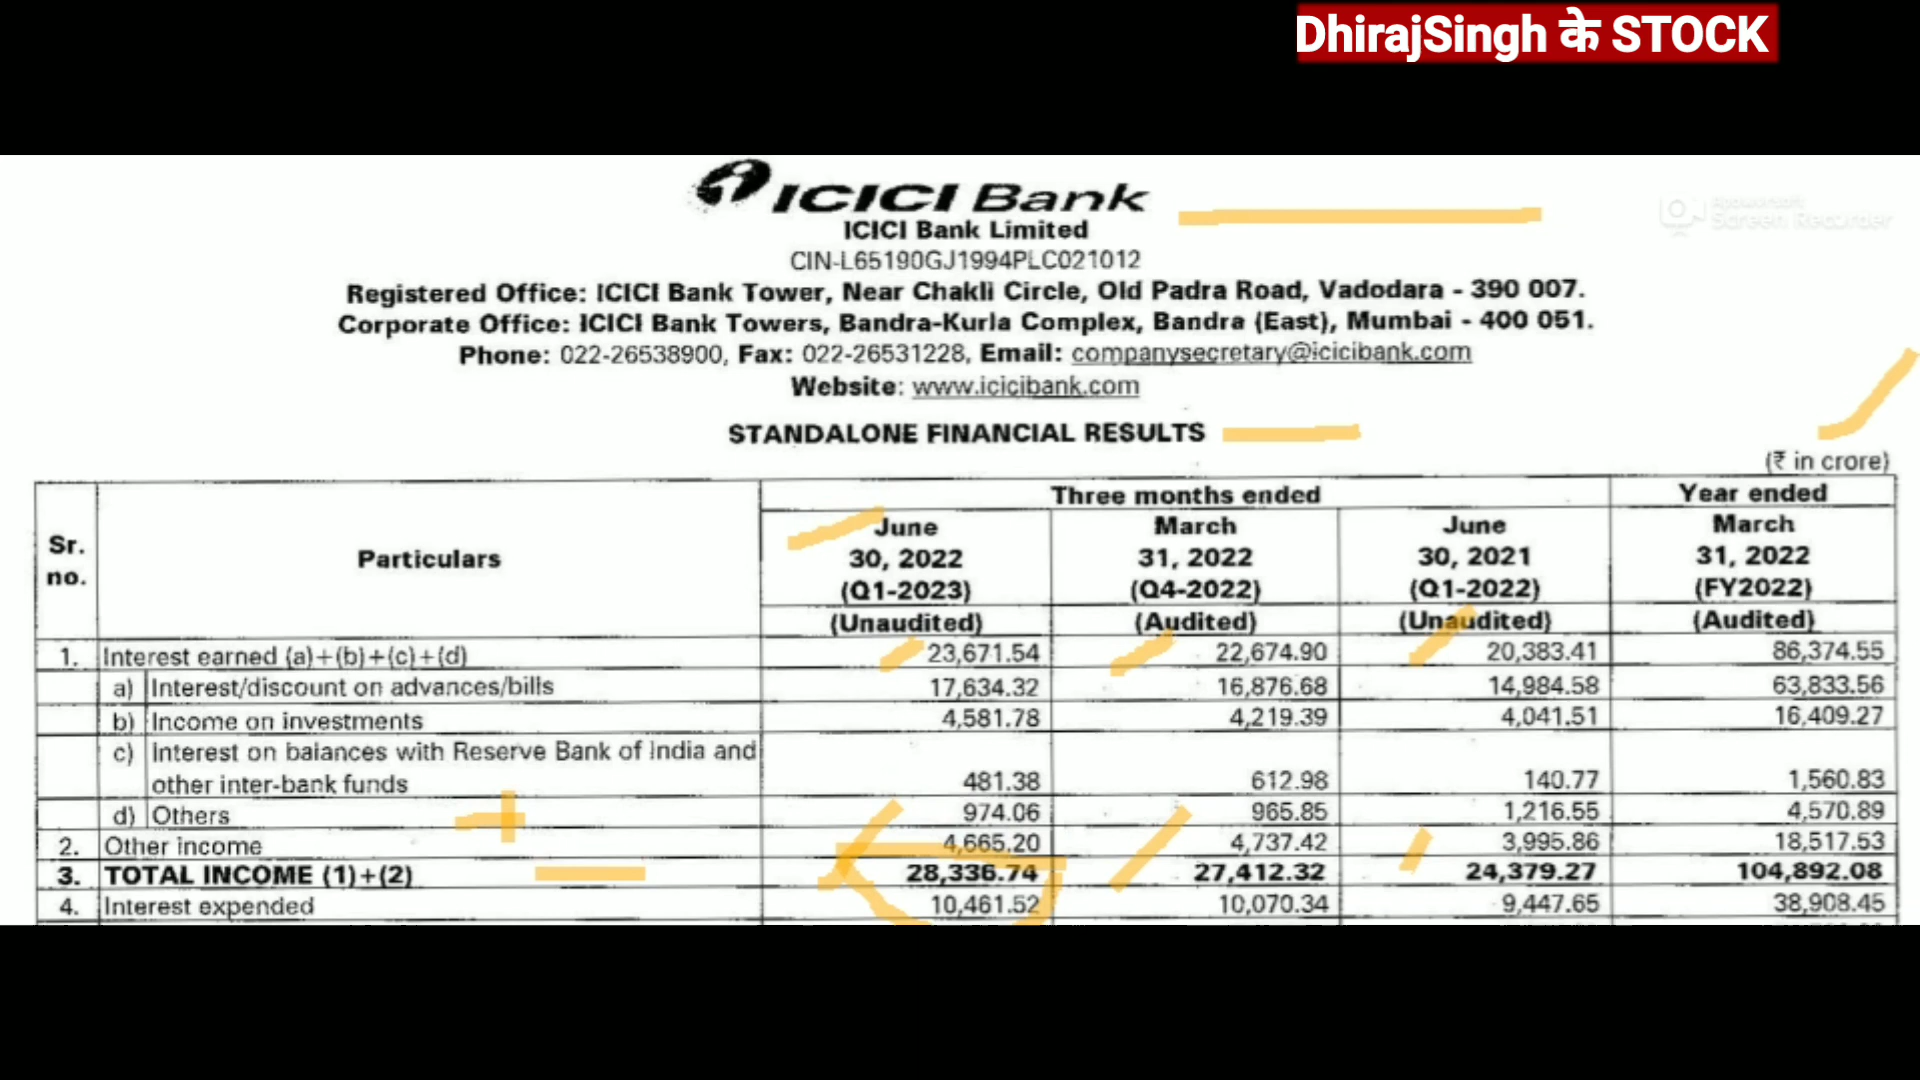 DhirajSingh के STOCK
ICICI Bank
Screen Recorder
ICICI Bank Limited
CIN-L65190GJ1994PLC021012
Registered Office: ICICI Bank Tower, Near Chakli Circle, Old Padra Road, Vadodara - 390 007.
Corporate Office: ICICI Bank Towers, Bandra-Kurla Complex, Bandra (East), Mumbai - 400 051.
Phone: 022-26538900, Fax: 022-26531228, Email: companysecretary@icicibank.com
Website: www.icicibank.com
STANDALONE FINANCIAL RESULTS
(₹ in crore)
Sr. no. Particulars Three months ended Year ended
June 30, 2022 (Q1-2023) (Unaudited) March 31, 2022 (Q4-2022) (Audited) June 30, 2021 (Q1-2022) (Unaudited) March 31, 2022 (FY2022) (Audited)
1. Interest earned (a)+(b)+(c)+(d) 23,671.54 22,674.90 20,383.41 86,374.55
a) Interest/discount on advances/bills 17,634.32 16,876.68 14,984.58 63,833.56
b) Income on investments 4,581.78 4,219.39 4,041.51 16,409.27
c) Interest on balances with Reserve Bank of India and
other inter-bank funds 481.38 612.98 140.77 1,560.83
d) Others 974.06 965.85 1,216.55 4,570.89
2. Other income 4,665.20 4,737.42 3,995.86 18,517.53
3. TOTAL INCOME (1)+(2) 28,336.74 27,412.32 24,379.27 104,892.08
4. Interest expended 10,461.52 10,070.34 9,447.65 38,908.45